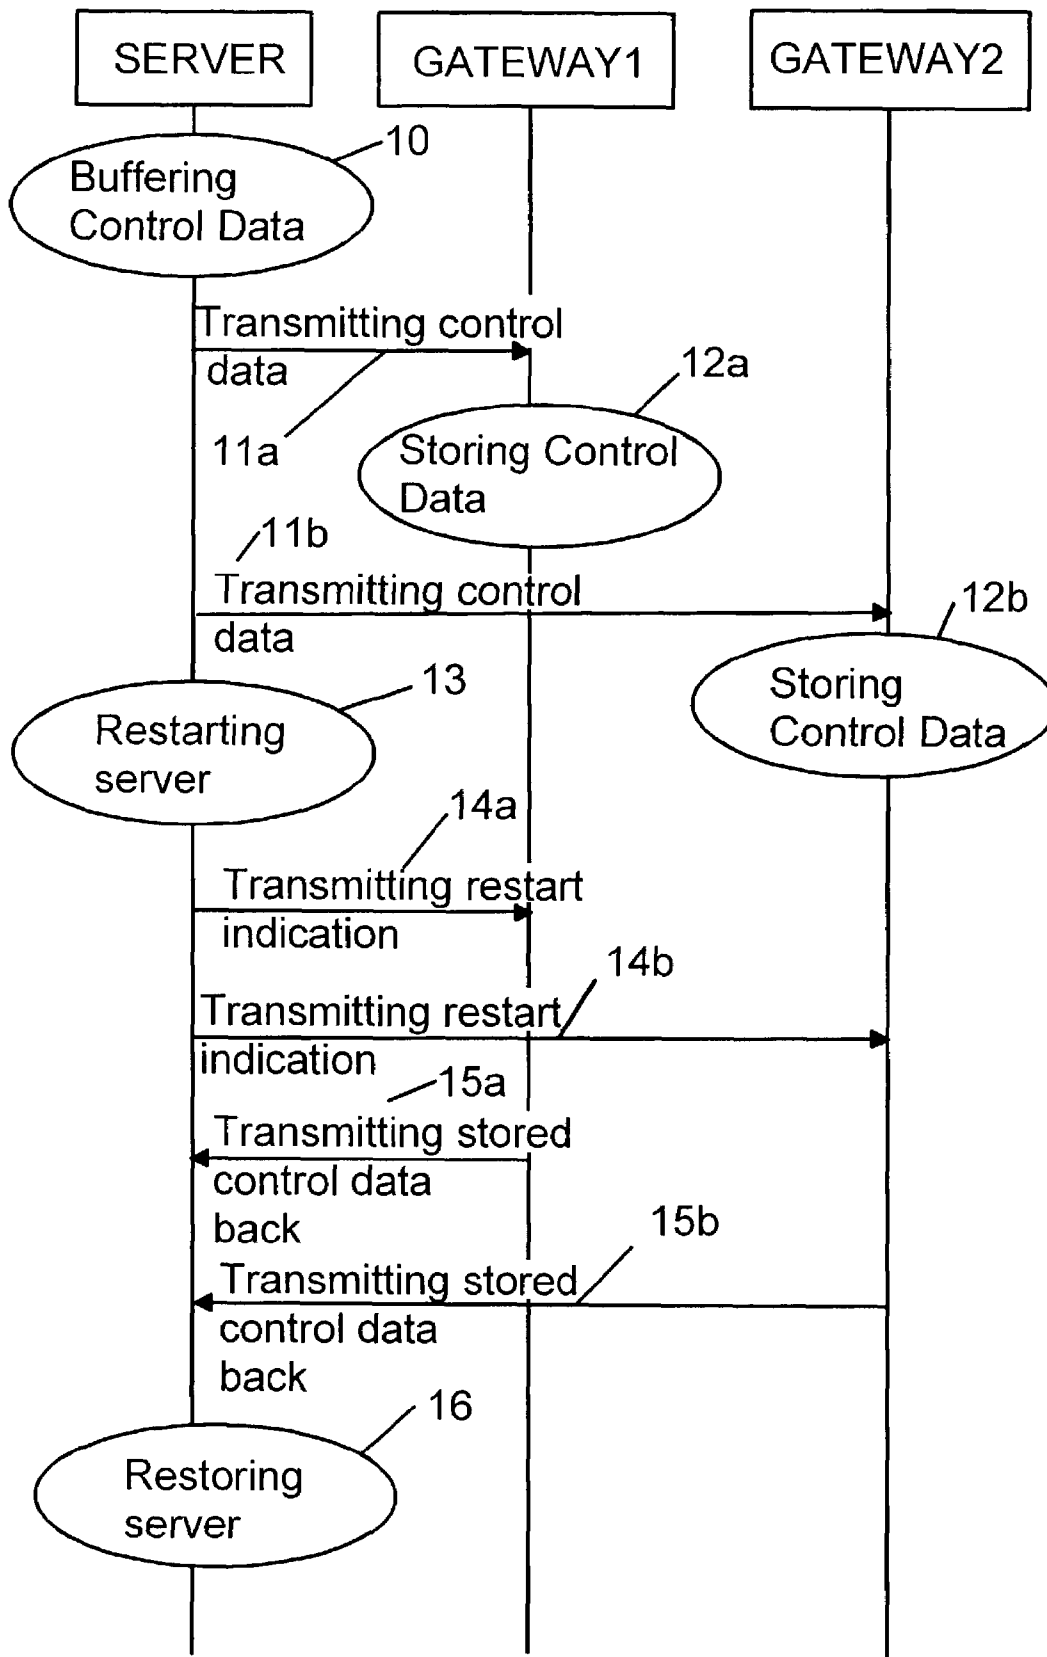 SERVER
GATEWAY1
GATEWAY2
10
Buffering
Control Data
Transmitting control
data
11a
12a
Storing Control
Data
11b
Transmitting control
data
12b
Storing
Control Data
13
Restarting
server
14a
Transmitting restart
indication
14b
Transmitting restart
indication
15a
Transmitting stored
control data
back
15b
Transmitting stored
control data
back
16
Restoring
server